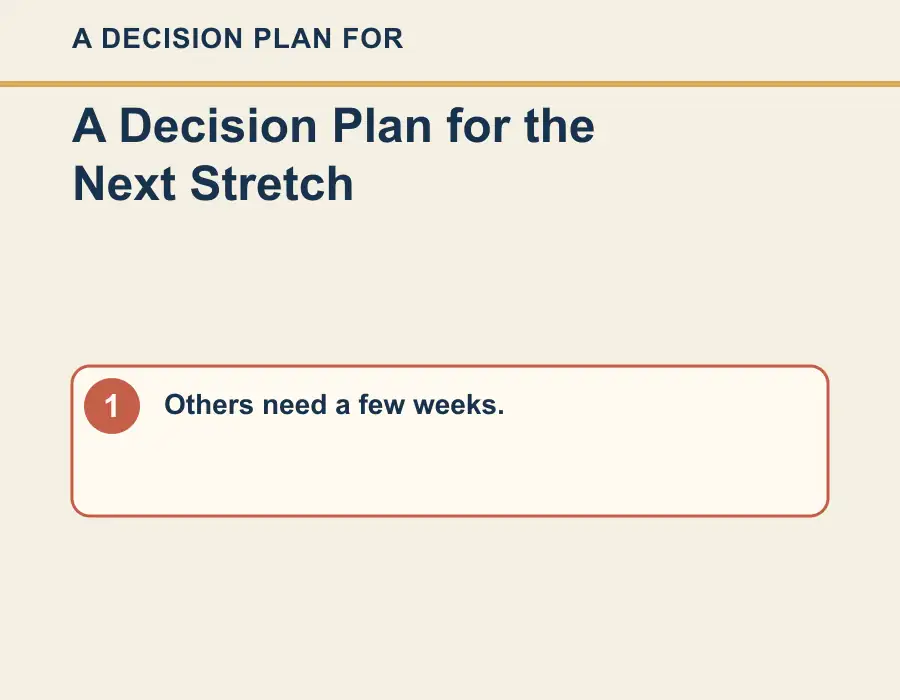 A DECISION PLAN FOR
A Decision Plan for the
Next Stretch
1 Others need a few weeks.